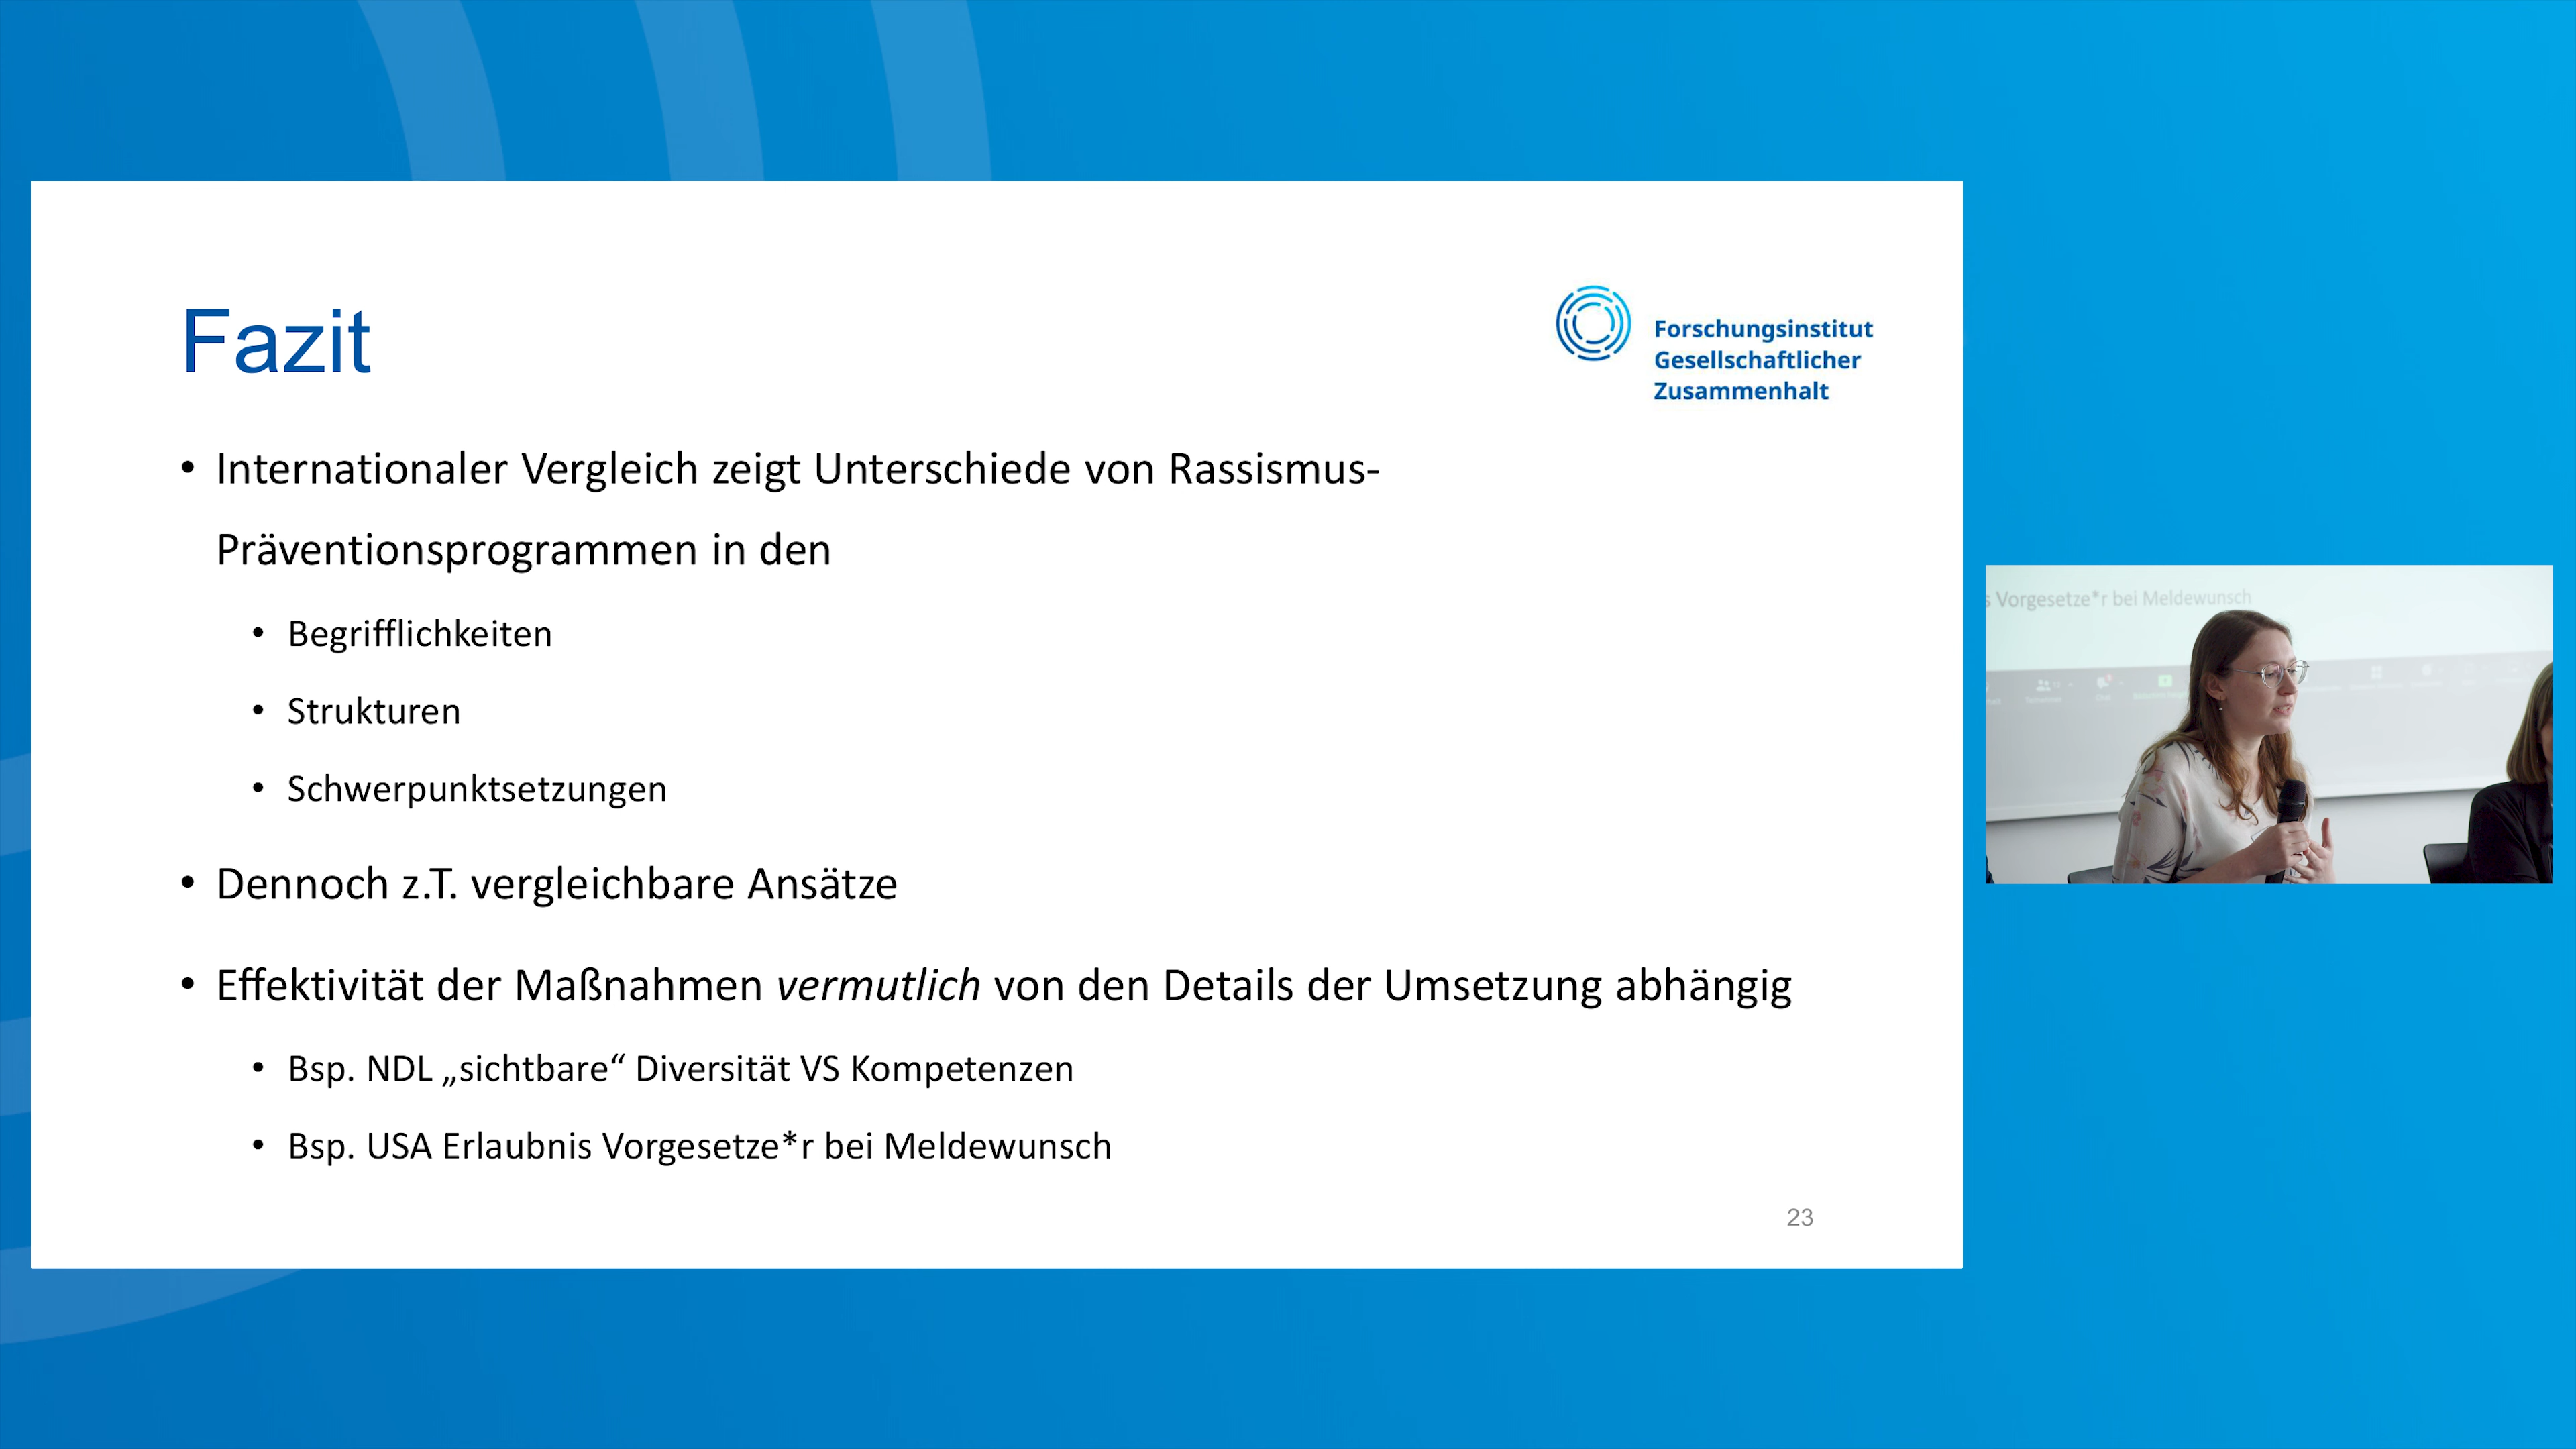 Fazit
Forschungsinstitut
Gesellschaftlicher
Zusammenhalt
• Internationaler Vergleich zeigt Unterschiede von Rassismus-
Präventionsprogrammen in den
• Begrifflichkeiten
• Strukturen
• Schwerpunktsetzungen
• Dennoch z.T. vergleichbare Ansätze
• Effektivität der Maßnahmen vermutlich von den Details der Umsetzung abhängig
• Bsp. NDL „sichtbare“ Diversität VS Kompetenzen
• Bsp. USA Erlaubnis Vorgesetze*r bei Meldewunsch
23
s Vorgesetze*r bei Meldewunsch